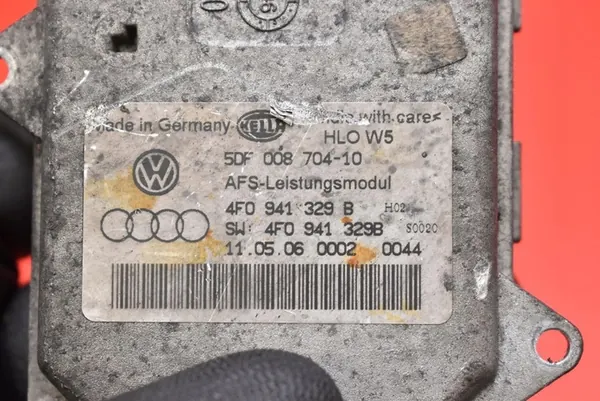 Made in Germany HELLA Handle with care
HLO W5
5DF 008 704-10
AFS-Leistungsmodul
4F0 941 329 B H02
SW: 4F0 941 329B S0020
11.05.06 0002 0044